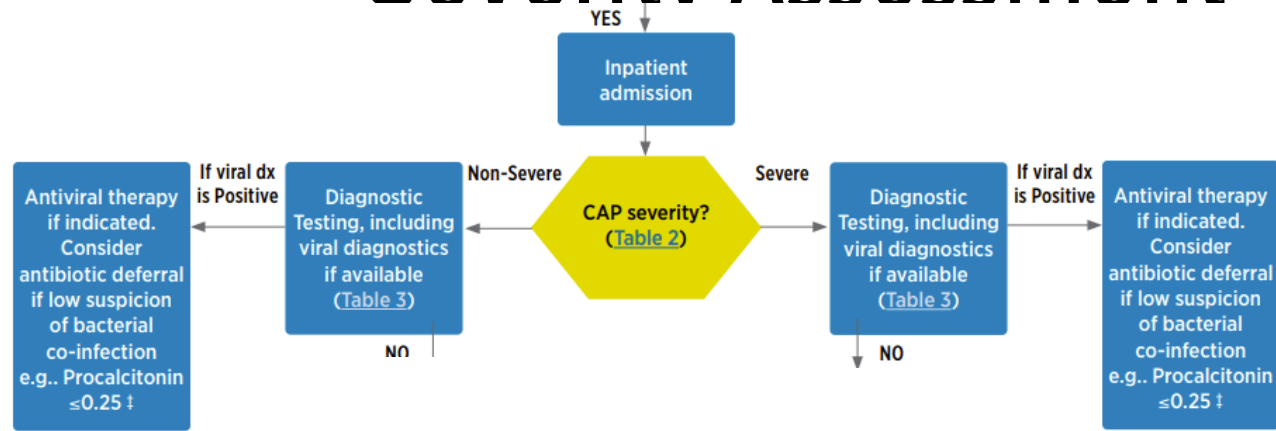 YES
Inpatient
admission
If viral dx
is Positive
Antiviral therapy
if indicated.
Consider
antibiotic deferral
if low suspicion
of bacterial
co-infection
e.g.. Procalcitonin
≤0.25 ‡
Diagnostic
Testing, including
viral diagnostics
if available
(Table 3)
NO
Non-Severe
CAP severity?
(Table 2)
Severe
Diagnostic
Testing, including
viral diagnostics
if available
(Table 3)
NO
If viral dx
is Positive
Antiviral therapy
if indicated.
Consider
antibiotic deferral
if low suspicion
of bacterial
co-infection
e.g.. Procalcitonin
≤0.25 ‡